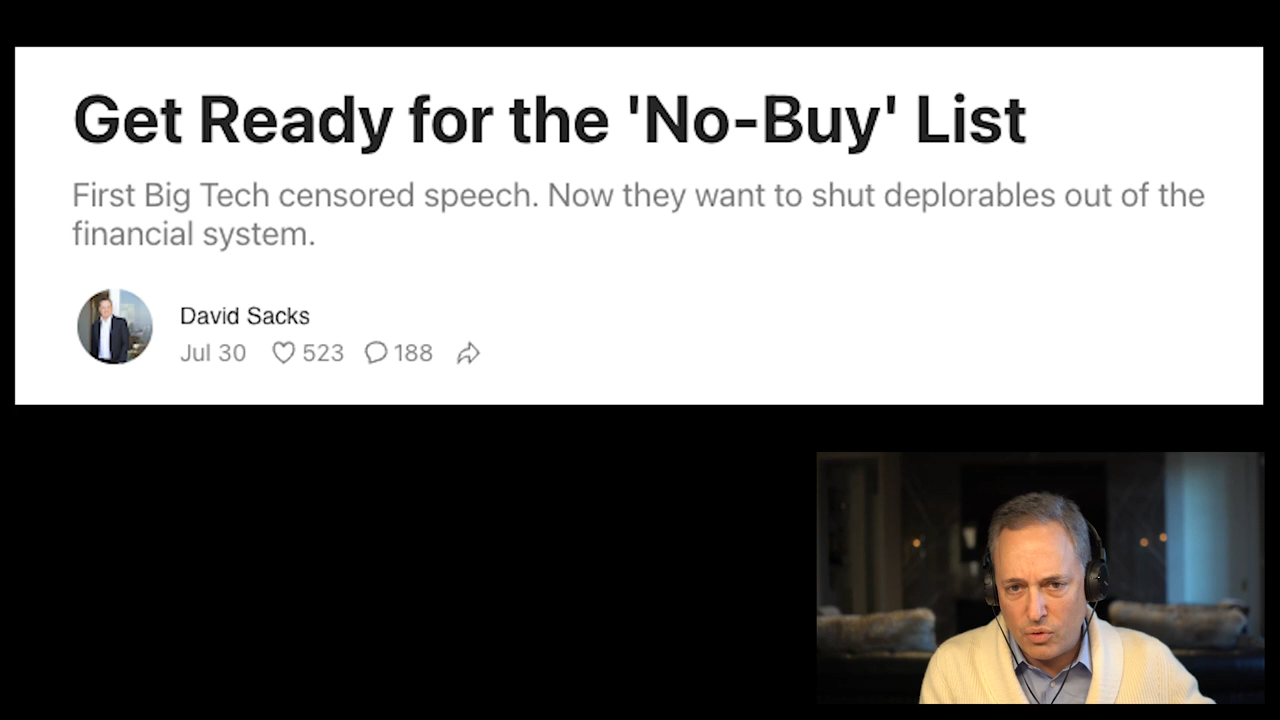 Get Ready for the 'No-Buy' List
First Big Tech censored speech. Now they want to shut deplorables out of the
financial system.
David Sacks
Jul 30 523 188